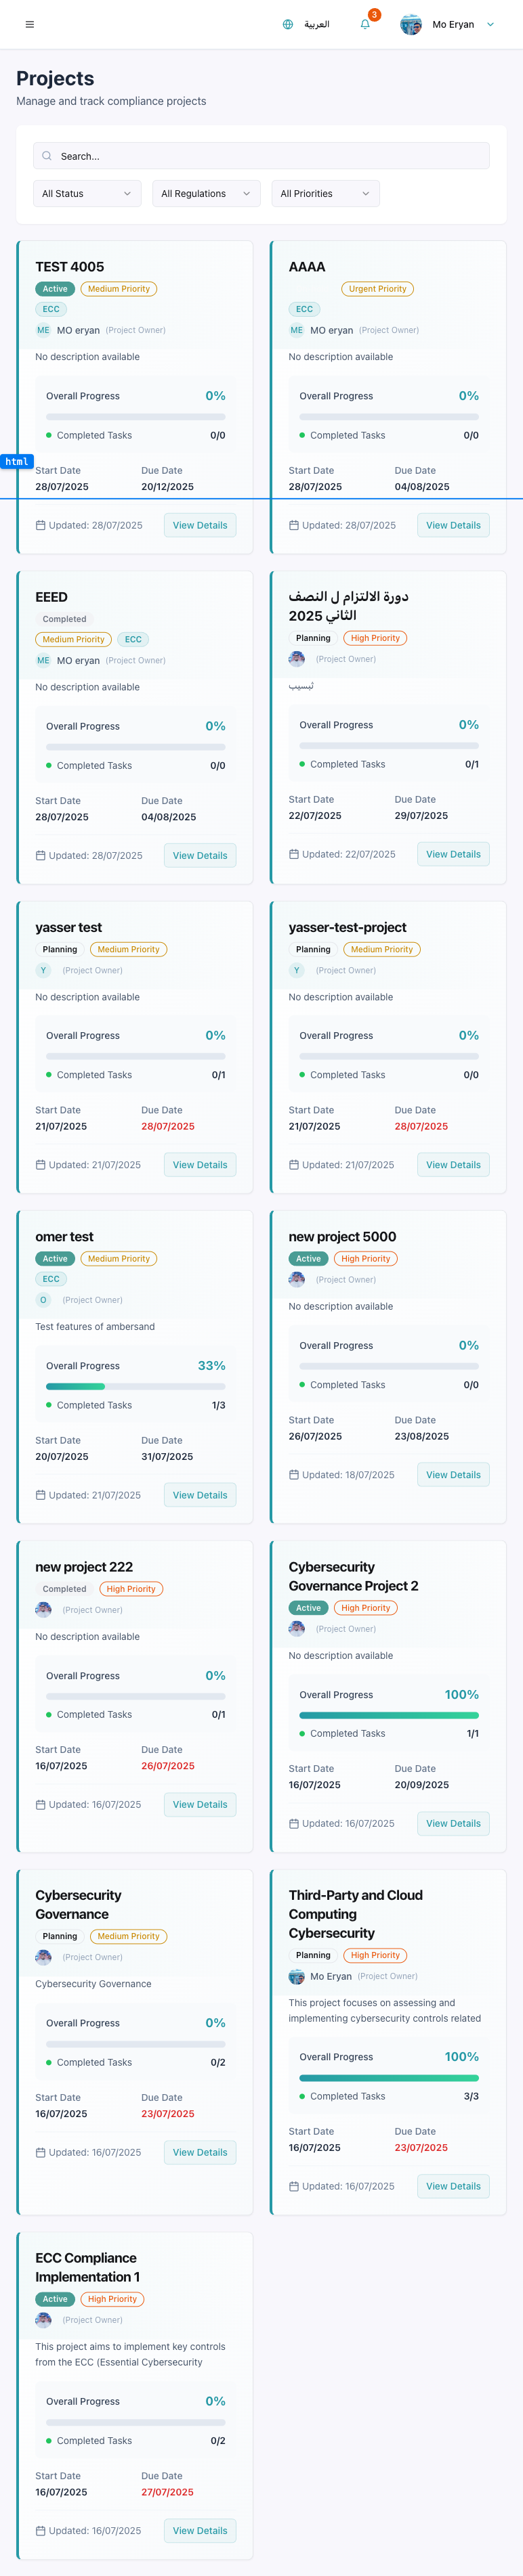 العربية
3
Mo Eryan
Projects
Manage and track compliance projects
Search...
All Status
All Regulations
All Priorities
TEST 4005
Active
Medium Priority
ECC
ME MO eryan (Project Owner)
No description available
Overall Progress 0%
Completed Tasks 0/0
Start Date Due Date
28/07/2025 20/12/2025
Updated: 28/07/2025 View Details
AAAA
Urgent Priority
ECC
ME MO eryan (Project Owner)
No description available
Overall Progress 0%
Completed Tasks 0/0
Start Date Due Date
28/07/2025 04/08/2025
Updated: 28/07/2025 View Details
html
EEED
Completed
Medium Priority ECC
ME MO eryan (Project Owner)
No description available
Overall Progress 0%
Completed Tasks 0/0
Start Date Due Date
28/07/2025 04/08/2025
Updated: 28/07/2025 View Details
دورة الالتزام ل النصف
الثاني 2025
Planning High Priority
(Project Owner)
Overall Progress 0%
Completed Tasks 0/1
Start Date Due Date
22/07/2025 29/07/2025
Updated: 22/07/2025 View Details
yasser test
Planning Medium Priority
Y (Project Owner)
No description available
Overall Progress 0%
Completed Tasks 0/1
Start Date Due Date
21/07/2025 28/07/2025
Updated: 21/07/2025 View Details
yasser-test-project
Planning Medium Priority
Y (Project Owner)
No description available
Overall Progress 0%
Completed Tasks 0/0
Start Date Due Date
21/07/2025 28/07/2025
Updated: 21/07/2025 View Details
omer test
Active Medium Priority
ECC
O (Project Owner)
Test features of ambersand
Overall Progress 33%
Completed Tasks 1/3
Start Date Due Date
20/07/2025 31/07/2025
Updated: 21/07/2025 View Details
new project 5000
Active High Priority
(Project Owner)
No description available
Overall Progress 0%
Completed Tasks 0/0
Start Date Due Date
26/07/2025 23/08/2025
Updated: 18/07/2025 View Details
new project 222
Completed High Priority
(Project Owner)
No description available
Overall Progress 0%
Completed Tasks 0/1
Start Date Due Date
16/07/2025 26/07/2025
Updated: 16/07/2025 View Details
Cybersecurity
Governance Project 2
Active High Priority
(Project Owner)
No description available
Overall Progress 100%
Completed Tasks 1/1
Start Date Due Date
16/07/2025 20/09/2025
Updated: 16/07/2025 View Details
Cybersecurity
Governance
Planning Medium Priority
(Project Owner)
Cybersecurity Governance
Overall Progress 0%
Completed Tasks 0/2
Start Date Due Date
16/07/2025 23/07/2025
Updated: 16/07/2025 View Details
Third-Party and Cloud
Computing
Cybersecurity
Planning High Priority
Mo Eryan (Project Owner)
This project focuses on assessing and
implementing cybersecurity controls related
Overall Progress 100%
Completed Tasks 3/3
Start Date Due Date
16/07/2025 23/07/2025
Updated: 16/07/2025 View Details
ECC Compliance
Implementation 1
Active High Priority
(Project Owner)
This project aims to implement key controls
from the ECC (Essential Cybersecurity
Overall Progress 0%
Completed Tasks 0/2
Start Date Due Date
16/07/2025 27/07/2025
Updated: 16/07/2025 View Details